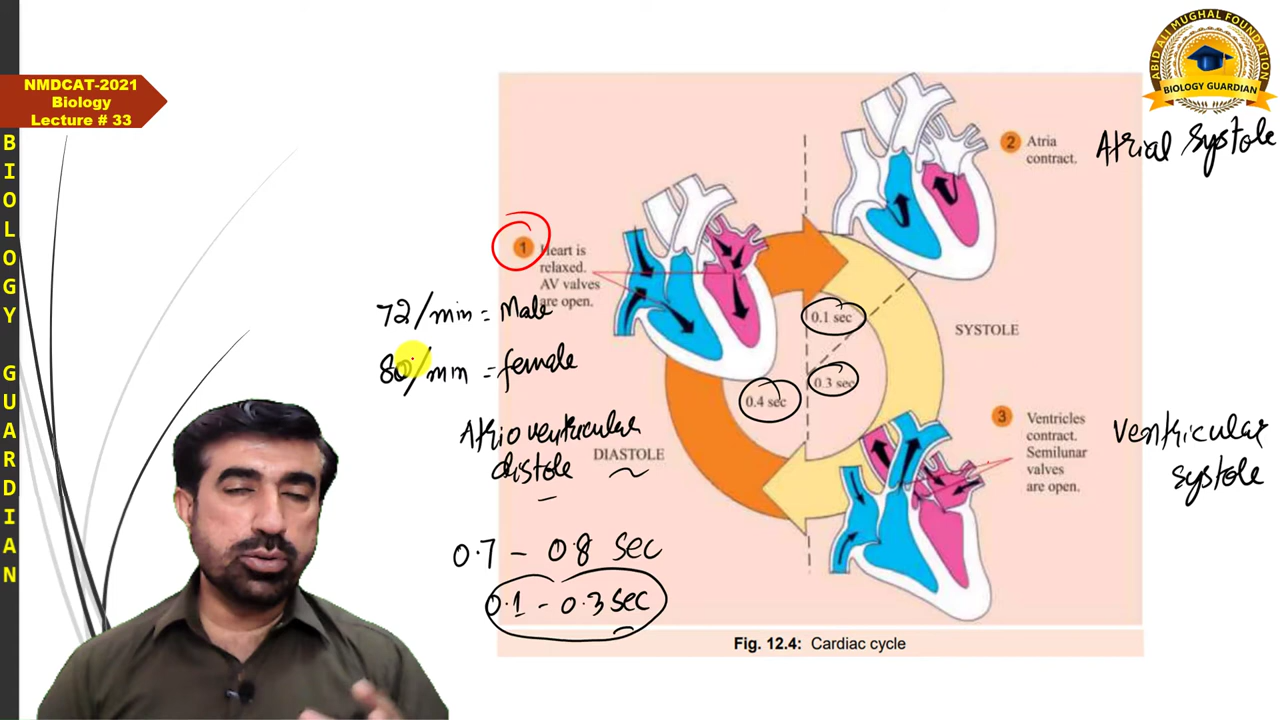 NMDCAT-2021
Biology
Lecture # 33
BIOLOGY GUARDIAN
ABID ALI MUGHAL FOUNDATION
BIOLOGY GUARDIAN
2 Atria
contract.
Atrial Systole
1 Heart is
relaxed.
AV valves
are open.
72/min = Male
80/min = female
0.1 sec
SYSTOLE
0.3 sec
0.4 sec
Atrioventricular
distole
DIASTOLE
3 Ventricles
contract.
Semilunar
valves
are open.
Ventricular
systole
0.7 - 0.8 sec
0.1 - 0.3 sec
Fig. 12.4: Cardiac cycle